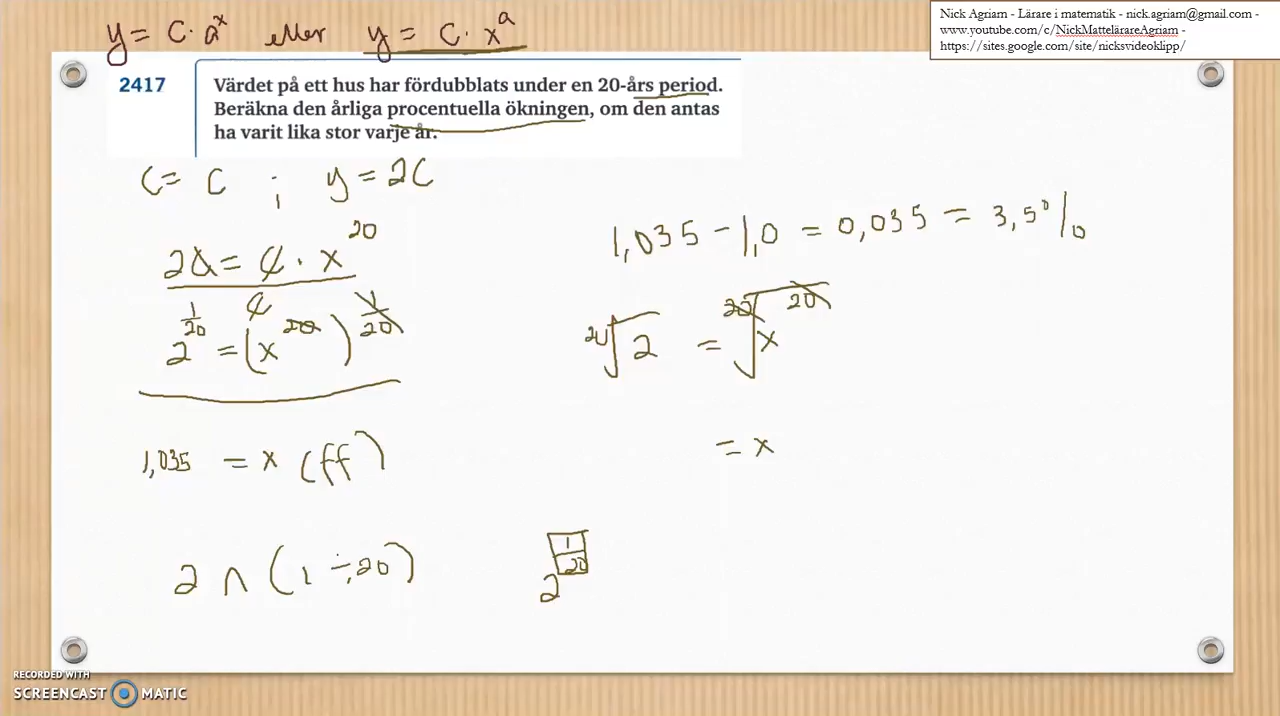 y = C · a^x eller y = C · x^a
Nick Agriam - Lärare i matematik - nick.agriam@gmail.com -
www.youtube.com/c/NickMattelärareAgriam -
https://sites.google.com/site/nicksvideoklipp/
2417 Värdet på ett hus har fördubblats under en 20-års period.
Beräkna den årliga procentuella ökningen, om den antas
ha varit lika stor varje år.
C = C ; y = 2C
2C = C · x^20
C
2^(1/20) = (x^20)^(1/20)
1,035 = x (ff)
2 ∧ (1 ÷ 20)
1,035 - 1,0 = 0,035 = 3,5%
20√2 = 20√x^20
= x
2^(1/20)
RECORDED WITH
SCREENCAST MATIC